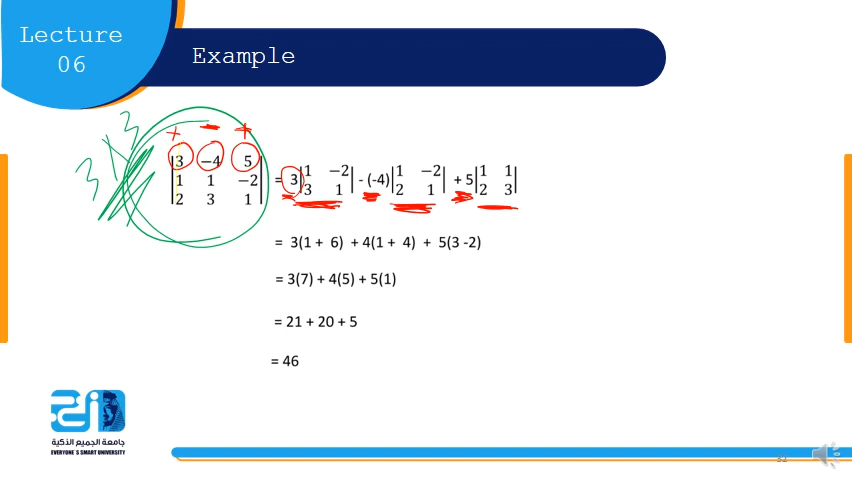 Lecture
06
Example
3x3
+ - +
|3 -4 5|
|1 1 -2|
|2 3 1|
= 3|1 -2| - (-4)|1 -2| + 5|1 1|
|3 1| |2 1| |2 3|
= 3(1 + 6) + 4(1 + 4) + 5(3 -2)
= 3(7) + 4(5) + 5(1)
= 21 + 20 + 5
= 46
جامعة الجميع الذكية
EVERYONE`S SMART UNIVERSITY